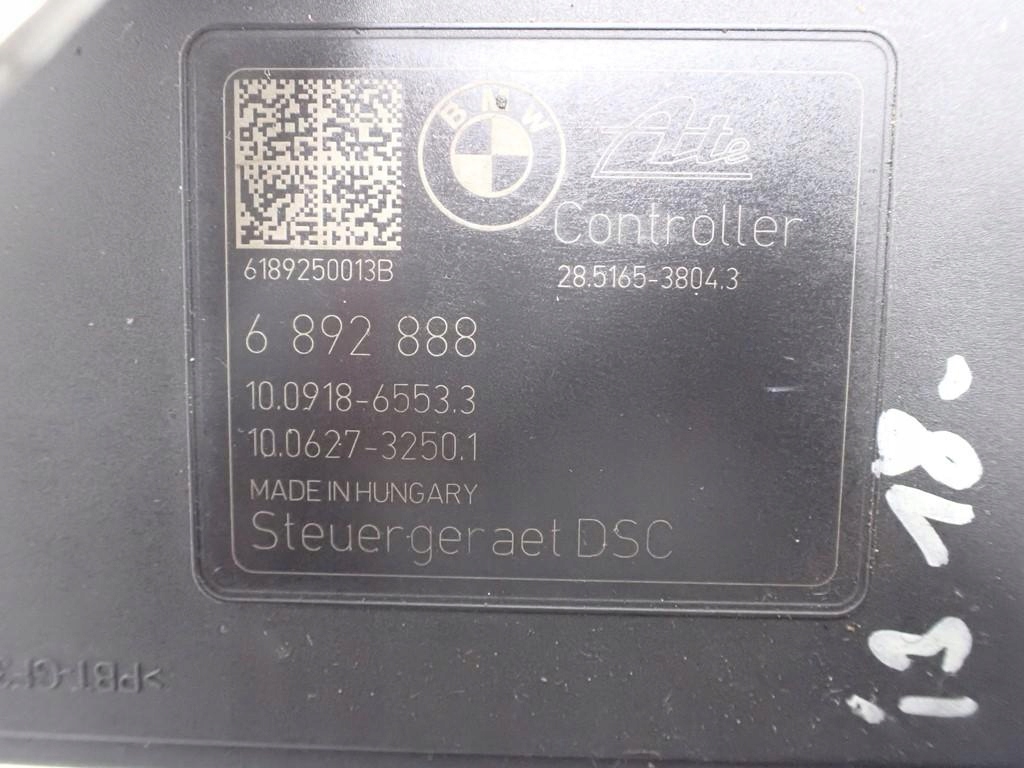 BMW
Ate
Controller
6189250013B
28.5165-3804.3
6 892 888
10.0918-6553.3
10.0627-3250.1
MADE IN HUNGARY
Steuergeraet DSC